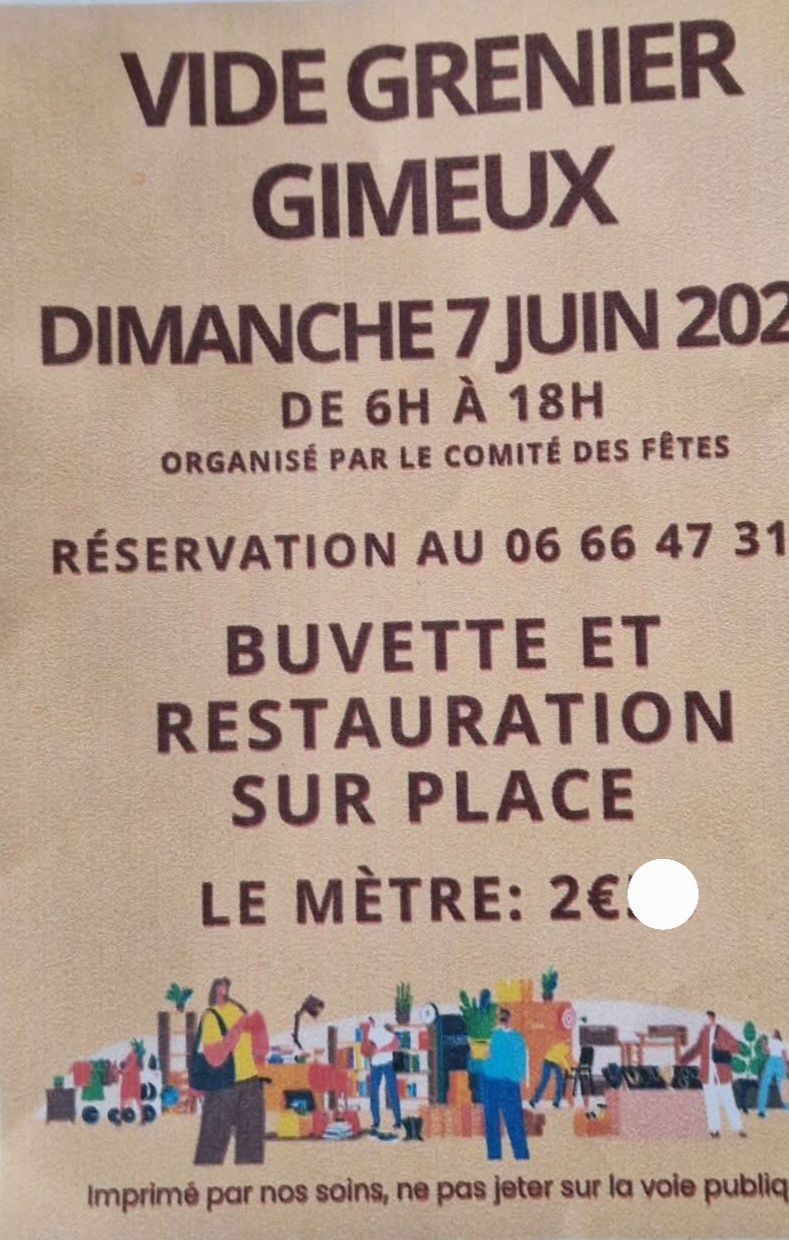 VIDE GRENIER
GIMEUX
DIMANCHE 7 JUIN 202
DE 6H À 18H
ORGANISÉ PAR LE COMITÉ DES FÊTES
RÉSERVATION AU 06 66 47 31
BUVETTE ET
RESTAURATION
SUR PLACE
LE MÈTRE: 2€
Imprimé par nos soins, ne pas jeter sur la voie publiq